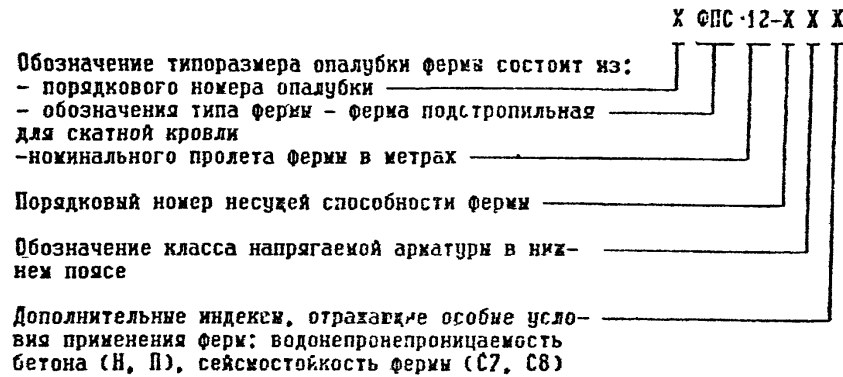 Х ФПС-12-Х Х Х
Обозначение типоразмера опалубки фермы состоит из:
- порядкового номера опалубки
- обозначения типа фермы - ферма подстропильная
для скатной кровли
-номинального пролета фермы в метрах
Порядковый номер несущей способности фермы
Обозначение класса напрягаемой арматуры в ниж-
нем поясе
Дополнительные индексы, отражающие особые усло-
вия применения ферм: водонепронепроницаемость
бетона (Н, П), сейсмостойкость фермы (С7, С8)